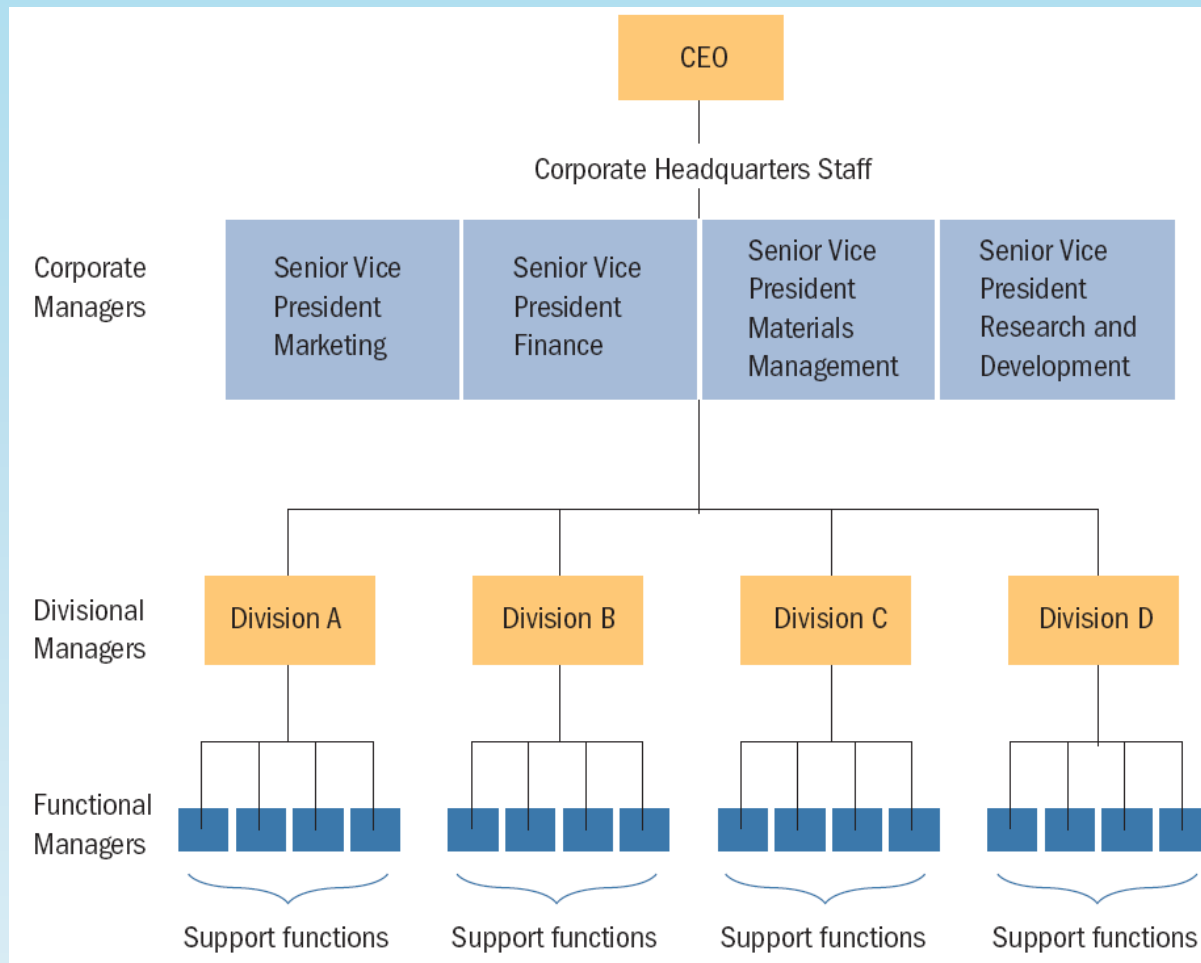 CEO
Corporate Headquarters Staff
Corporate
Managers
Senior Vice
President
Marketing
Senior Vice
President
Finance
Senior Vice
President
Materials
Management
Senior Vice
President
Research and
Development
Divisional
Managers
Division A
Division B
Division C
Division D
Functional
Managers
Support functions
Support functions
Support functions
Support functions